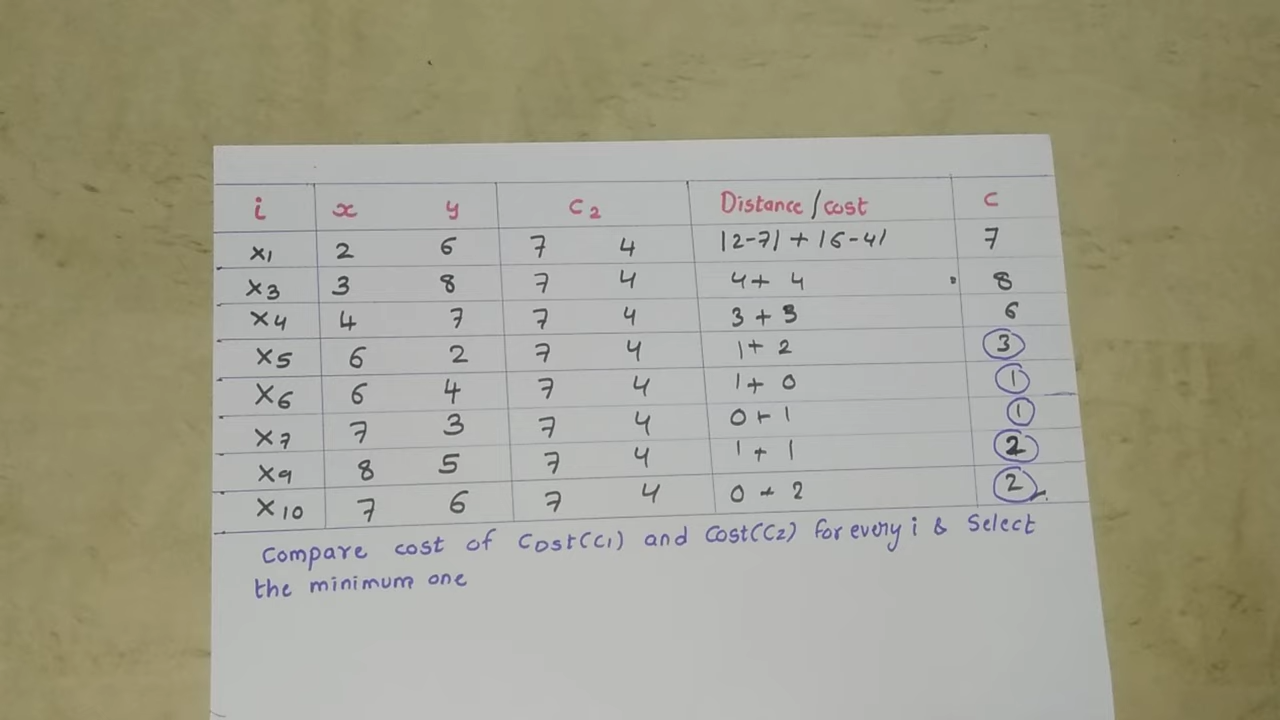 i x y C2 Distance/cost C
X1 2 6 7 4 |2-7| + |6-4| 7
X3 3 8 7 4 4+ 4 8
X4 4 7 7 4 3 + 3 6
X5 6 2 7 4 1+ 2 3
X6 6 4 7 4 1+ 0 1
X7 7 3 7 4 0+1 1
X9 8 5 7 4 1 + 1 2
X10 7 6 7 4 0 + 2 2
Compare cost of Cost(C1) and Cost(C2) for every i & Select
the minimum one